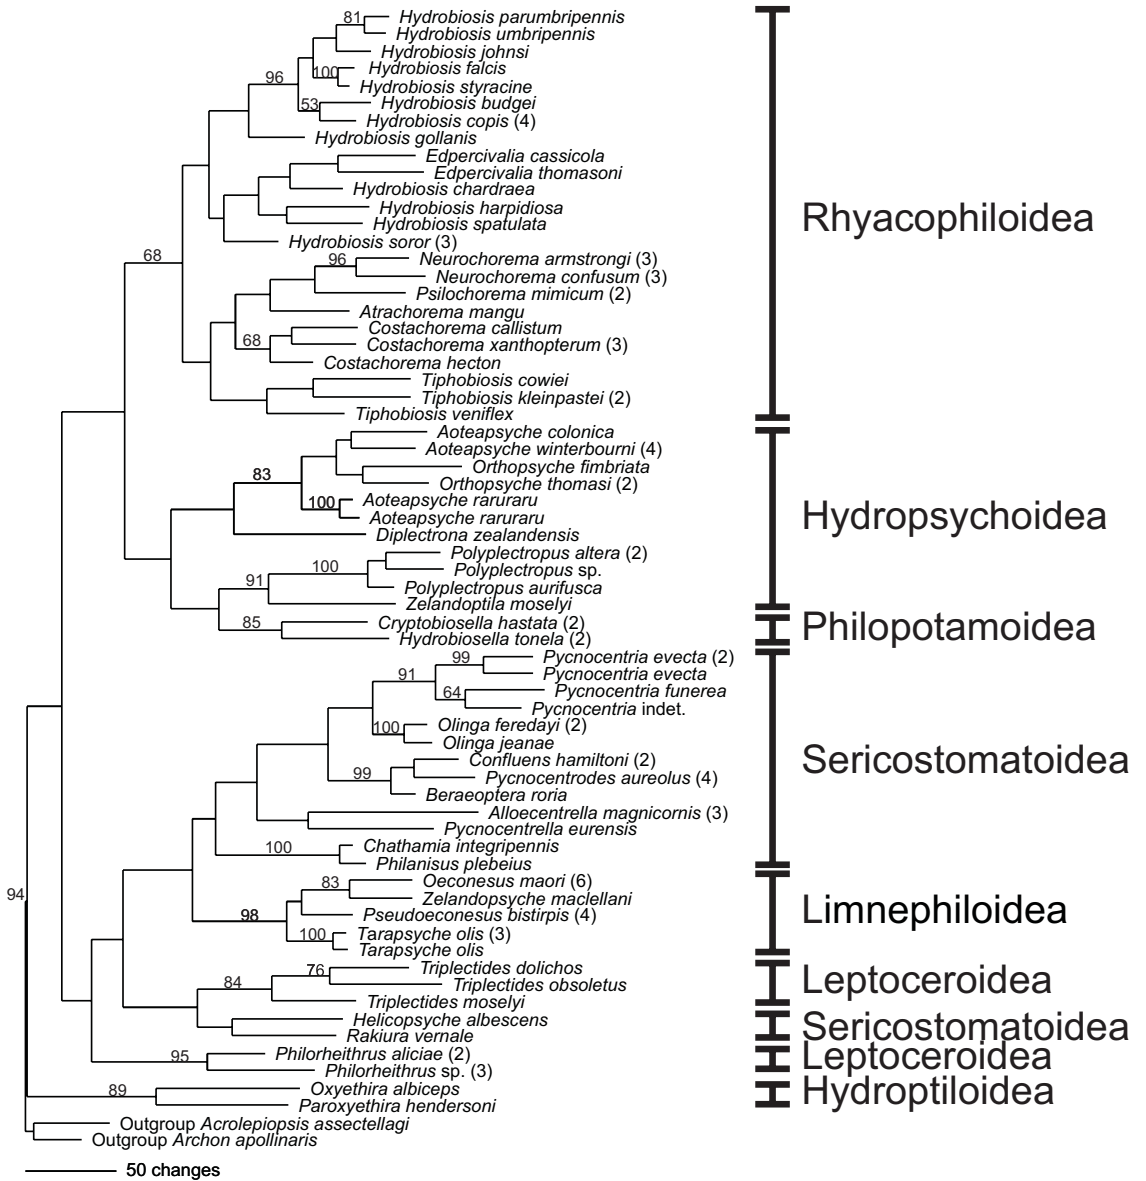 81
Hydrobiosis parumbripennis
Hydrobiosis umbripennis
Hydrobiosis johnsi
100
Hydrobiosis falcis
96
Hydrobiosis styracine
53
Hydrobiosis budgei
Hydrobiosis copis (4)
Hydrobiosis gollanis
Edpercivalia cassicola
Edpercivalia thomasoni
Hydrobiosis chardraea
Hydrobiosis harpidiosa
Rhyacophiloidea
Hydrobiosis spatulata
Hydrobiosis soror (3)
68
96
Neurochorema armstrongi (3)
Neurochorema confusum (3)
Psilochorema mimicum (2)
Atrachorema mangu
Costachorema callistum
68
Costachorema xanthopterum (3)
Costachorema hecton
Tiphobiosis cowiei
Tiphobiosis kleinpastei (2)
Tiphobiosis veniflex
Aoteapsyche colonica
Aoteapsyche winterbourni (4)
Orthopsyche fimbriata
83
Orthopsyche thomasi (2)
100
Aoteapsyche raruraru
Aoteapsyche raruraru
Hydropsychoidea
Diplectrona zealandensis
Polyplectropus altera (2)
100
Polyplectropus sp.
91
Polyplectropus aurifusca
Zelandoptila moselyi
85
Cryptobiosella hastata (2)
Philopotamoidea
Hydrobiosella tonela (2)
99
Pycnocentria evecta (2)
91
Pycnocentria evecta
64
Pycnocentria funerea
Pycnocentria indet.
100
Olinga feredayi (2)
Olinga jeanae
Confluens hamiltoni (2)
Sericostomatoidea
99
Pycnocentrodes aureolus (4)
Beraeoptera roria
Alloecentrella magnicornis (3)
Pycnocentrella eurensis
100
Chathamia integripennis
Philanisus plebeius
94
83
Oeconesus maori (6)
Zelandopsyche maclellani
98
Pseudoeconesus bistirpis (4)
Limnephiloidea
100
Tarapsyche olis (3)
Tarapsyche olis
76
Triplectides dolichos
84
Triplectides obsoletus
Leptoceroidea
Triplectides moselyi
Helicopsyche albescens
Sericostomatoidea
Rakiura vernale
95
Philorheithrus aliciae (2)
Leptoceroidea
Philorheithrus sp. (3)
89
Oxyethira albiceps
Hydroptiloidea
Paroxyethira hendersoni
Outgroup Acrolepiopsis assectellagi
Outgroup Archon apollinaris
50 changes